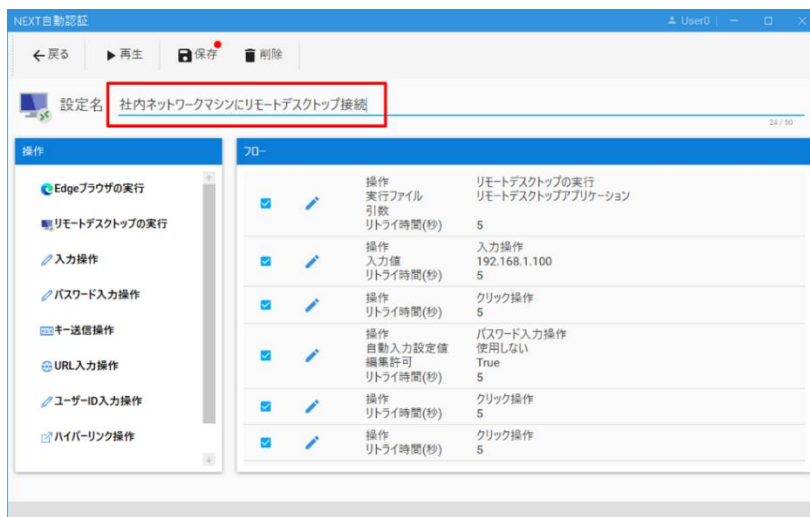 NEXT自動認証
User0
戻る
再生
保存
削除
設定名
社内ネットワークマシンにリモートデスクトップ接続
24 / 50
操作
Edgeブラウザの実行
リモートデスクトップの実行
入力操作
パスワード入力操作
キー送信操作
URL入力操作
ユーザーID入力操作
ハイパーリンク操作
フロー
操作 リモートデスクトップの実行
実行ファイル リモートデスクトップアプリケーション
引数
リトライ時間(秒) 5
操作 入力操作
入力値 192.168.1.100
リトライ時間(秒) 5
操作 クリック操作
リトライ時間(秒) 5
操作 パスワード入力操作
自動入力設定値 使用しない
編集許可 True
リトライ時間(秒) 5
操作 クリック操作
リトライ時間(秒) 5
操作 クリック操作
リトライ時間(秒) 5